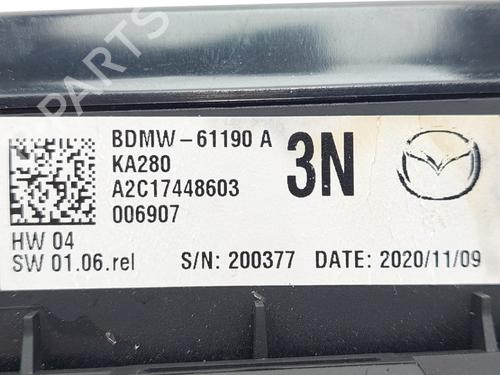 PARTS
BDMW-61190 A
KA280
A2C17448603
006907
3N
HW 04
SW 01.06.rel S/N: 200377 DATE: 2020/11/09